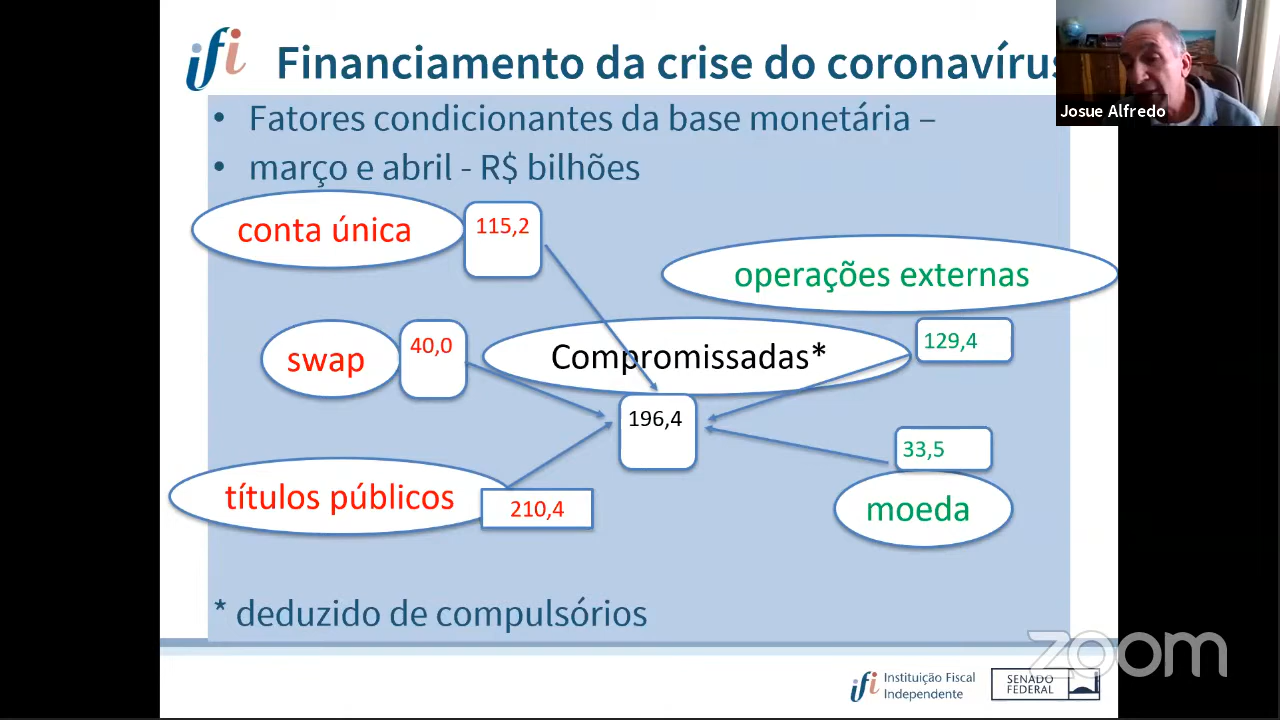 ifi
Financiamento da crise do coronavírus
Josue Alfredo
• Fatores condicionantes da base monetária –
• março e abril - R$ bilhões
conta única
115,2
operações externas
129,4
swap
40,0
Compromissadas*
196,4
33,5
moeda
títulos públicos
210,4
* deduzido de compulsórios
zoom
ifi Instituição Fiscal
Independente
SENADO
FEDERAL